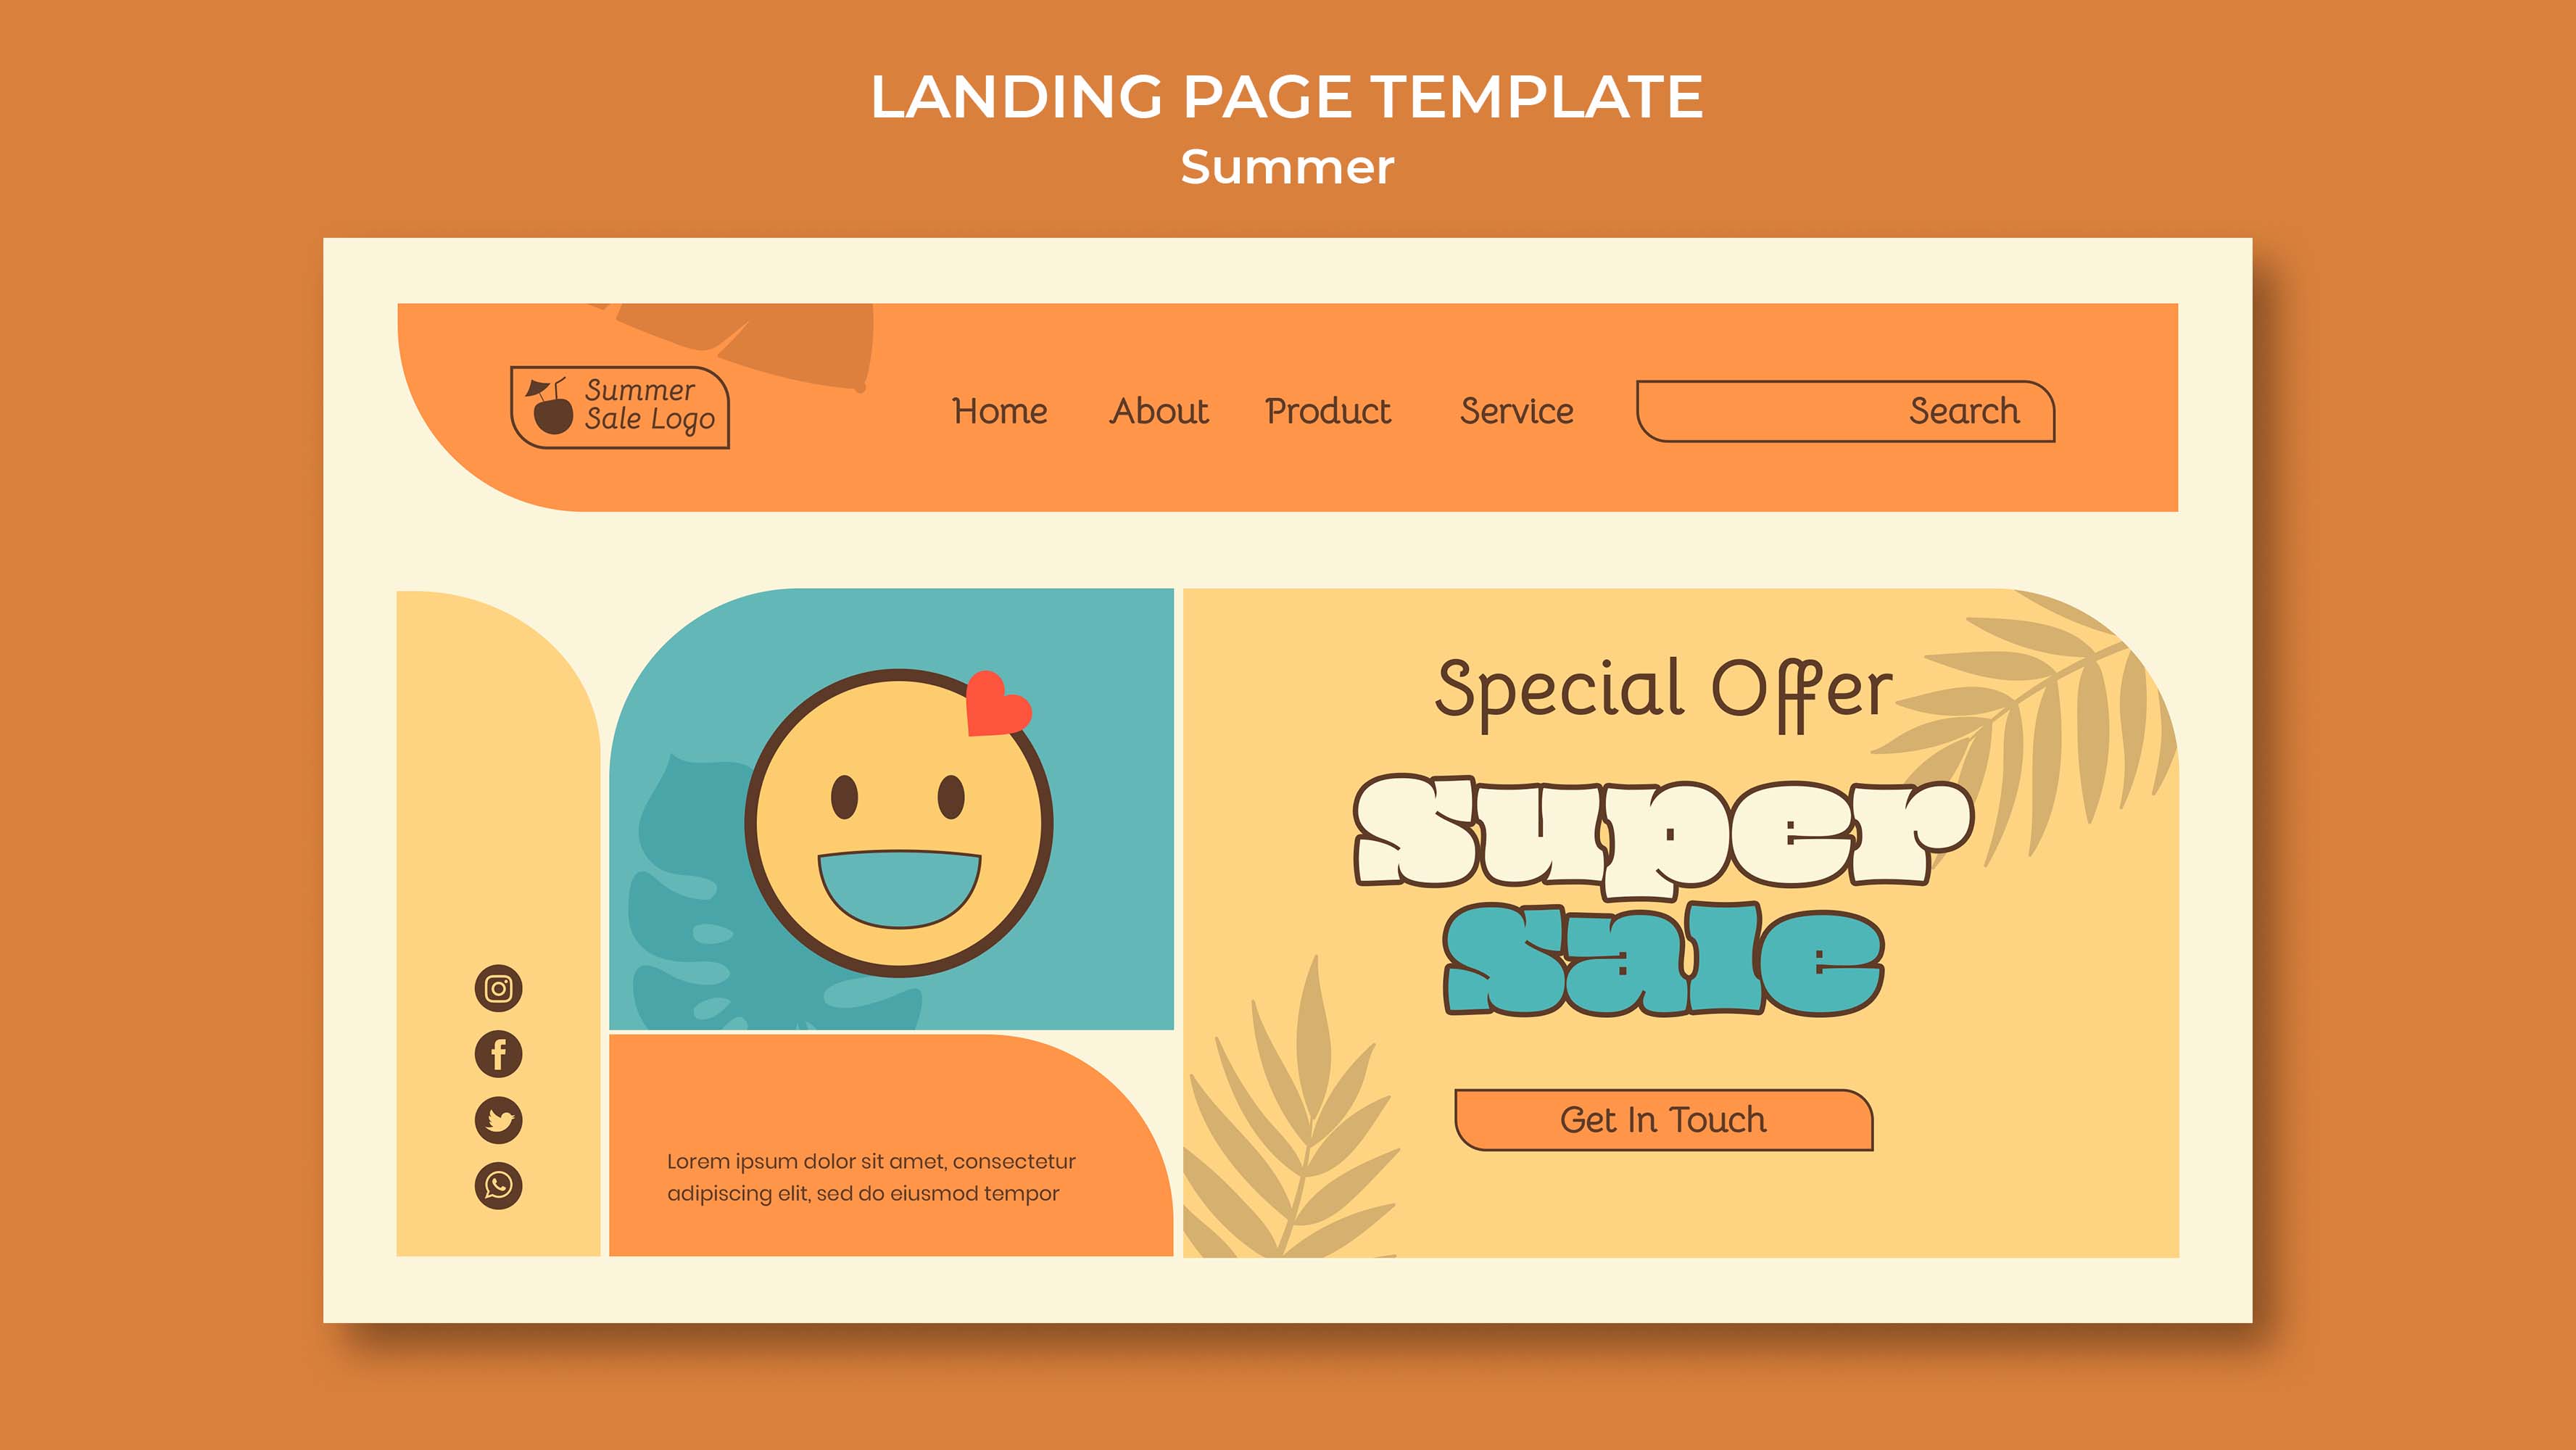 LANDING PAGE TEMPLATE
Summer
Summer
Sale Logo
Home About Product Service Search
Special Offer
Super
Sale
Get In Touch
Lorem ipsum dolor sit amet, consectetur
adipiscing elit, sed do eiusmod tempor